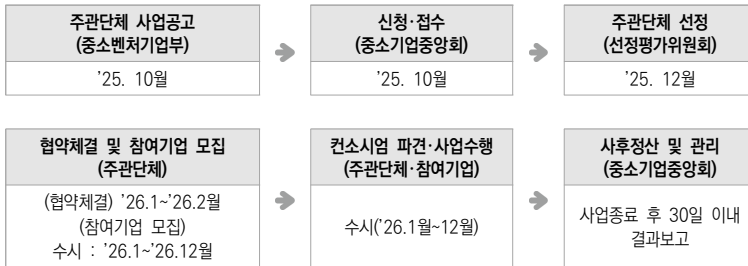 주관단체 사업공고
(중소벤처기업부)
’25. 10월
신청·접수
(중소기업중앙회)
’25. 10월
주관단체 선정
(선정평가위원회)
’25. 12월
협약체결 및 참여기업 모집
(주관단체)
(협약체결) ’26.1~’26.2월
(참여기업 모집)
수시 : ’26.1~’26.12월
컨소시엄 파견·사업수행
(주관단체·참여기업)
수시(’26.1월~12월)
사후정산 및 관리
(중소기업중앙회)
사업종료 후 30일 이내
결과보고